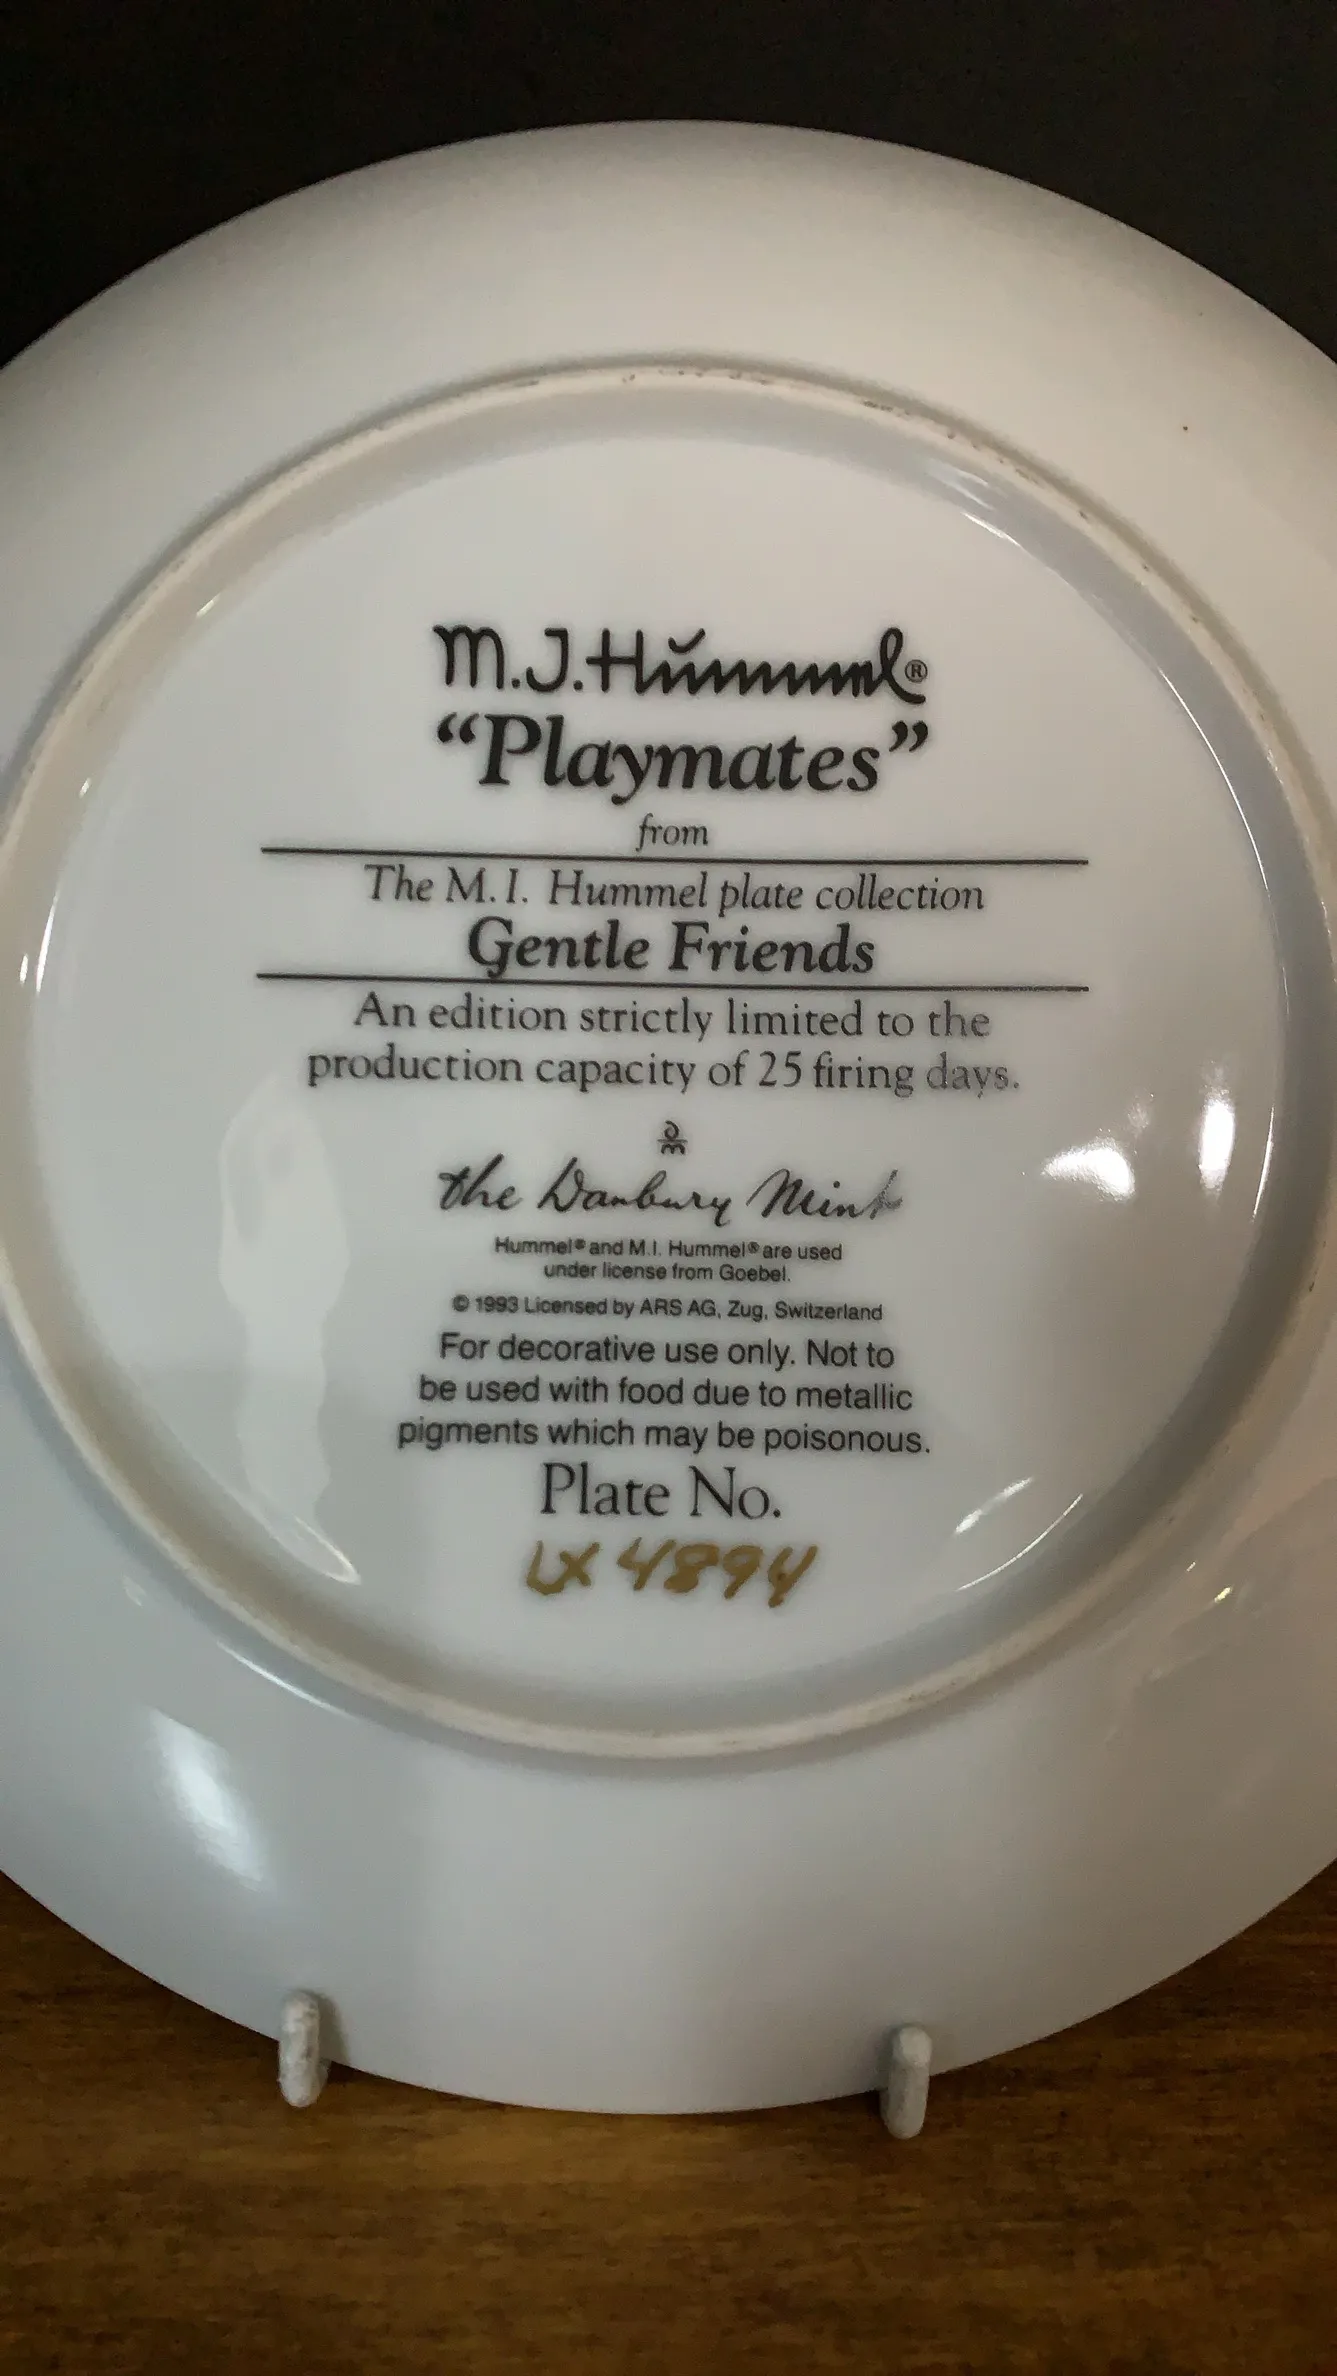 M.J.Hummel®
“Playmates”
from
The M. I. Hummel plate collection
Gentle Friends
An edition strictly limited to the
production capacity of 25 firing days.
the Danbury Mint
Hummel® and M.I. Hummel® are used
under license from Goebel.
© 1993 Licensed by ARS AG, Zug, Switzerland
For decorative use only. Not to
be used with food due to metallic
pigments which may be poisonous.
Plate No.
LX 4894